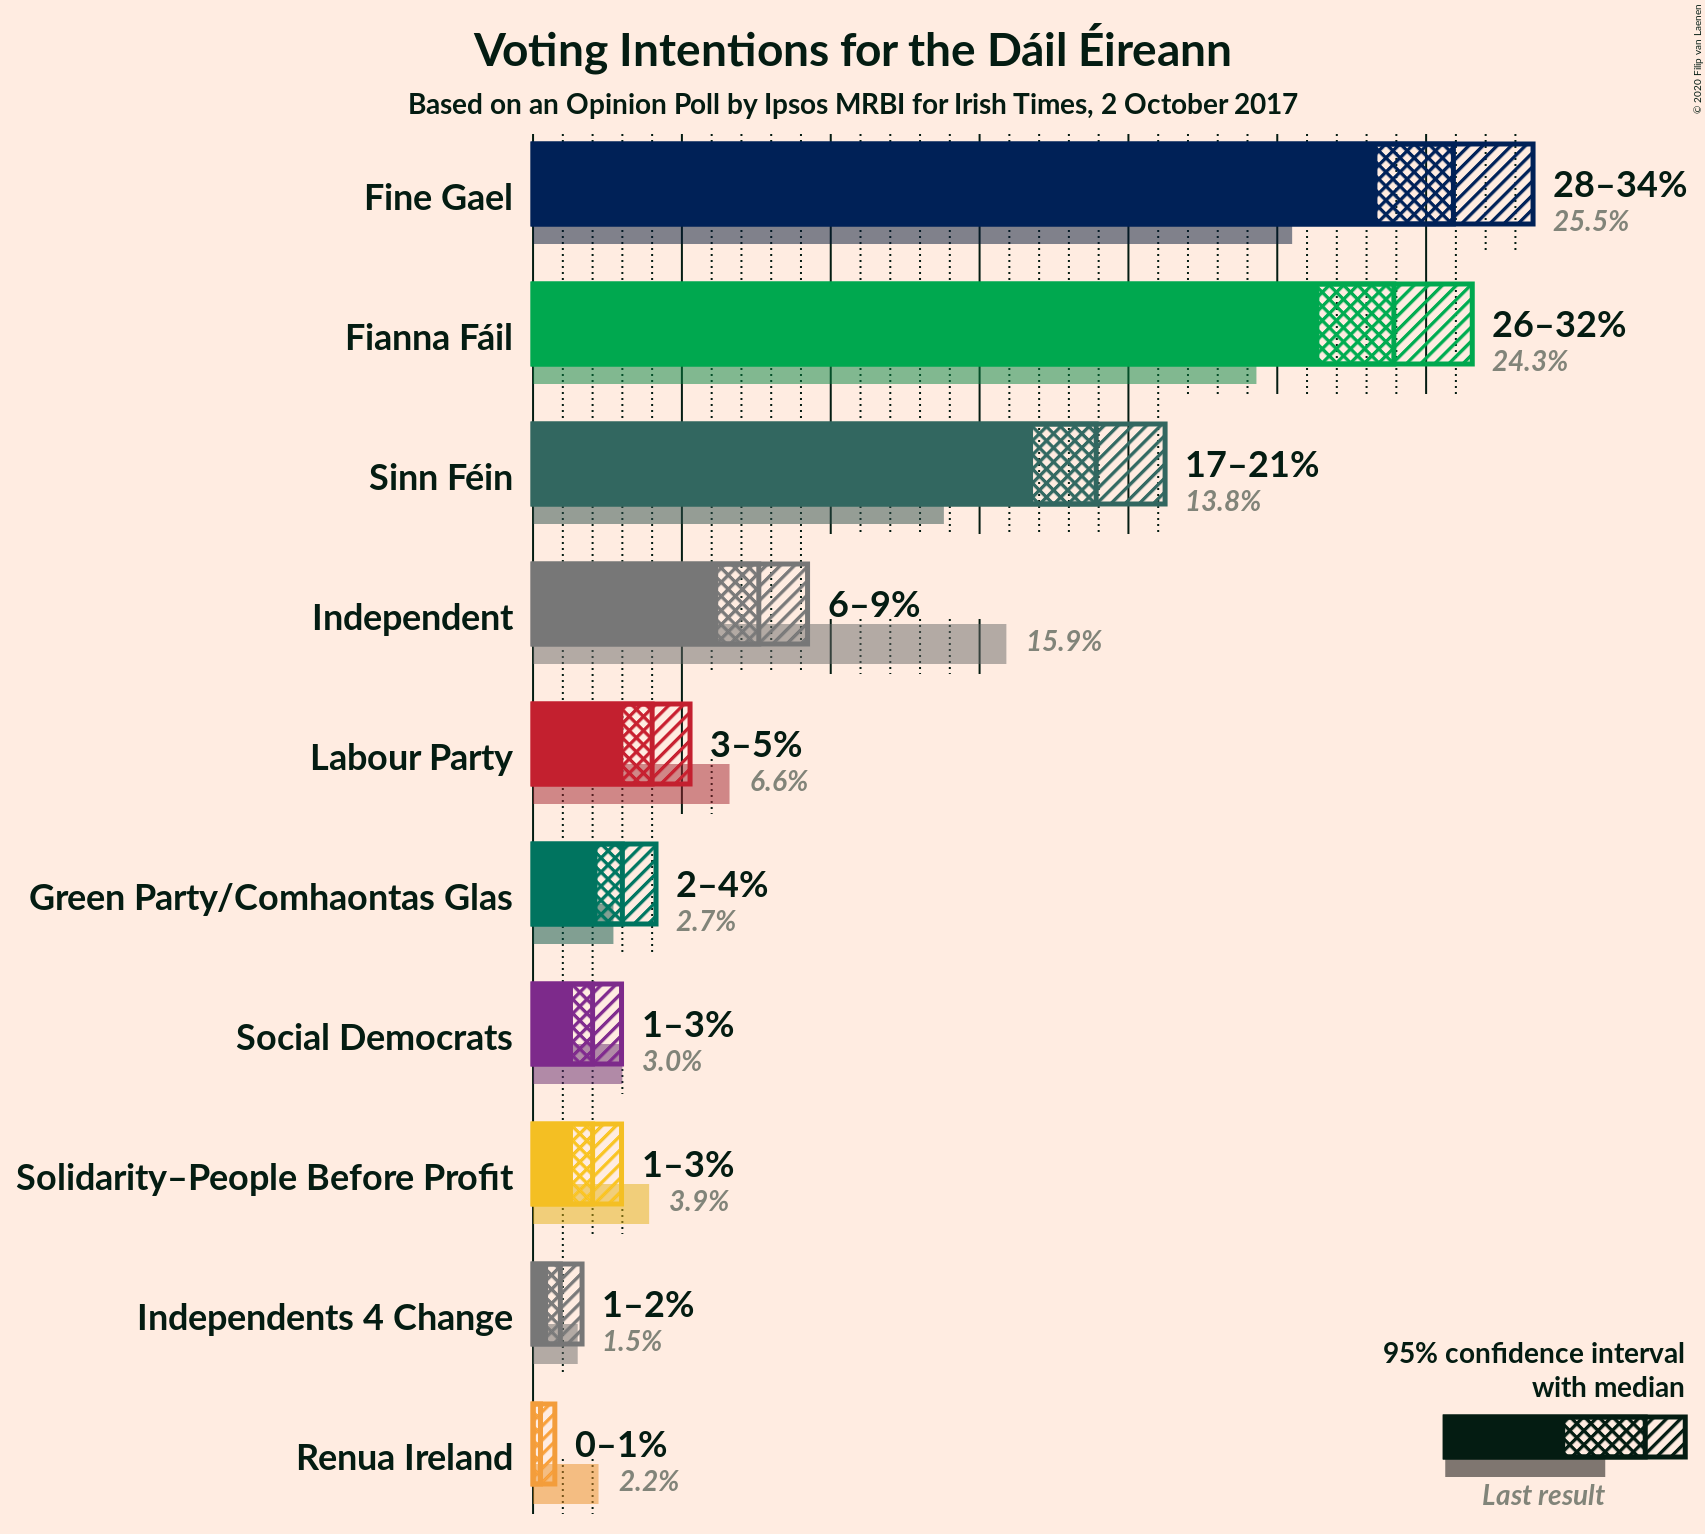 Voting Intentions for the Dáil Éireann
Based on an Opinion Poll by Ipsos MRBI for Irish Times, 2 October 2017
© 2020 Filip van Laenen
Fine Gael
28–34%
25.5%
Fianna Fáil
26–32%
24.3%
Sinn Féin
17–21%
13.8%
Independent
6–9%
15.9%
Labour Party
3–5%
6.6%
Green Party/Comhaontas Glas
2–4%
2.7%
Social Democrats
1–3%
3.0%
Solidarity–People Before Profit
1–3%
3.9%
Independents 4 Change
1–2%
1.5%
Renua Ireland
0–1%
2.2%
95% confidence interval
with median
Last result